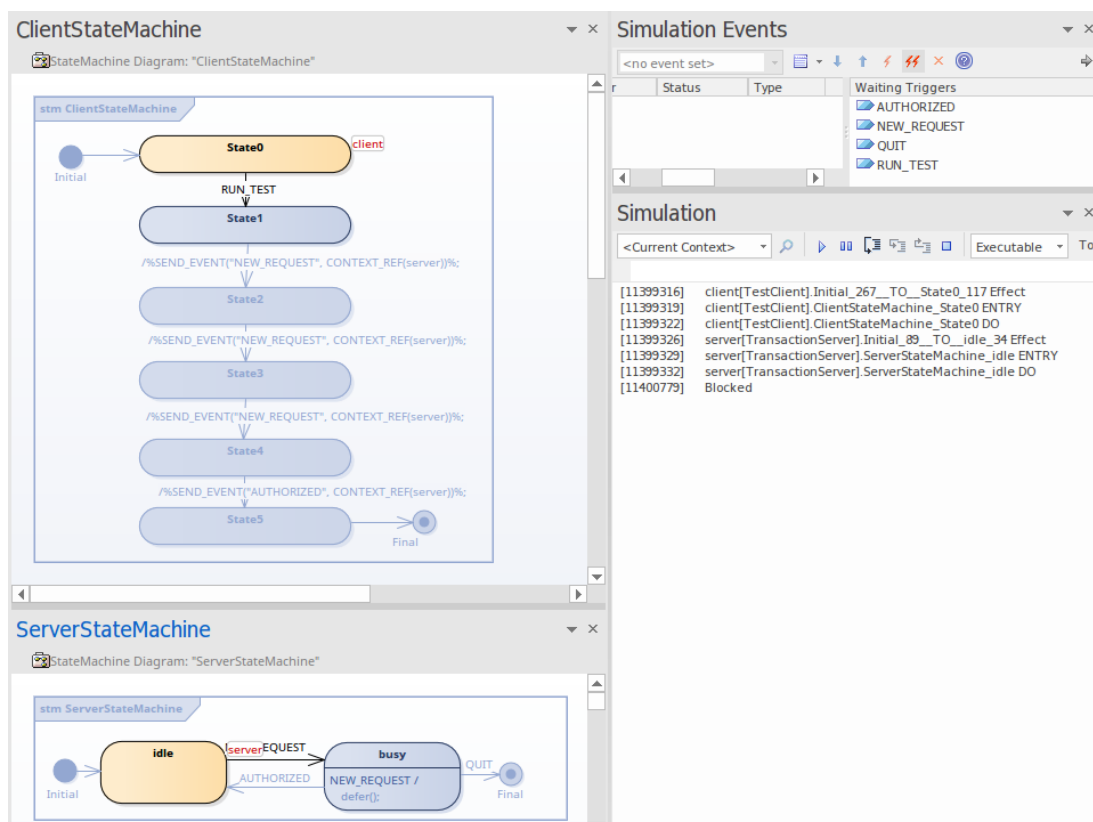 ClientStateMachine
StateMachine Diagram: "ClientStateMachine"
stm ClientStateMachine
State0
client
Initial
RUN_TEST
State1
/%SEND_EVENT("NEW_REQUEST", CONTEXT_REF(server))%;
State2
/%SEND_EVENT("NEW_REQUEST", CONTEXT_REF(server))%;
State3
/%SEND_EVENT("NEW_REQUEST", CONTEXT_REF(server))%;
State4
/%SEND_EVENT("AUTHORIZED", CONTEXT_REF(server))%;
State5
Final
ServerStateMachine
StateMachine Diagram: "ServerStateMachine"
stm ServerStateMachine
idle
server
EQUEST
busy
Initial
AUTHORIZED
NEW_REQUEST /
defer();
QUIT
Final
Simulation Events
<no event set>
r Status Type
Waiting Triggers
AUTHORIZED
NEW_REQUEST
QUIT
RUN_TEST
Simulation
<Current Context>
Executable
To
[11399316] client[TestClient].Initial_267__TO__State0_117 Effect
[11399319] client[TestClient].ClientStateMachine_State0 ENTRY
[11399322] client[TestClient].ClientStateMachine_State0 DO
[11399326] server[TransactionServer].Initial_89__TO__idle_34 Effect
[11399329] server[TransactionServer].ServerStateMachine_idle ENTRY
[11399332] server[TransactionServer].ServerStateMachine_idle DO
[11400779] Blocked